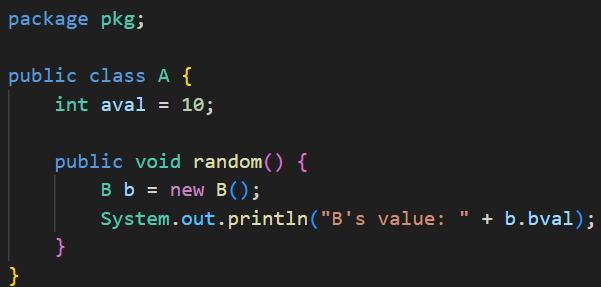 package pkg;
public class A {
int aval = 10;
public void random() {
B b = new B();
System.out.println("B's value: " + b.bval);
}
}